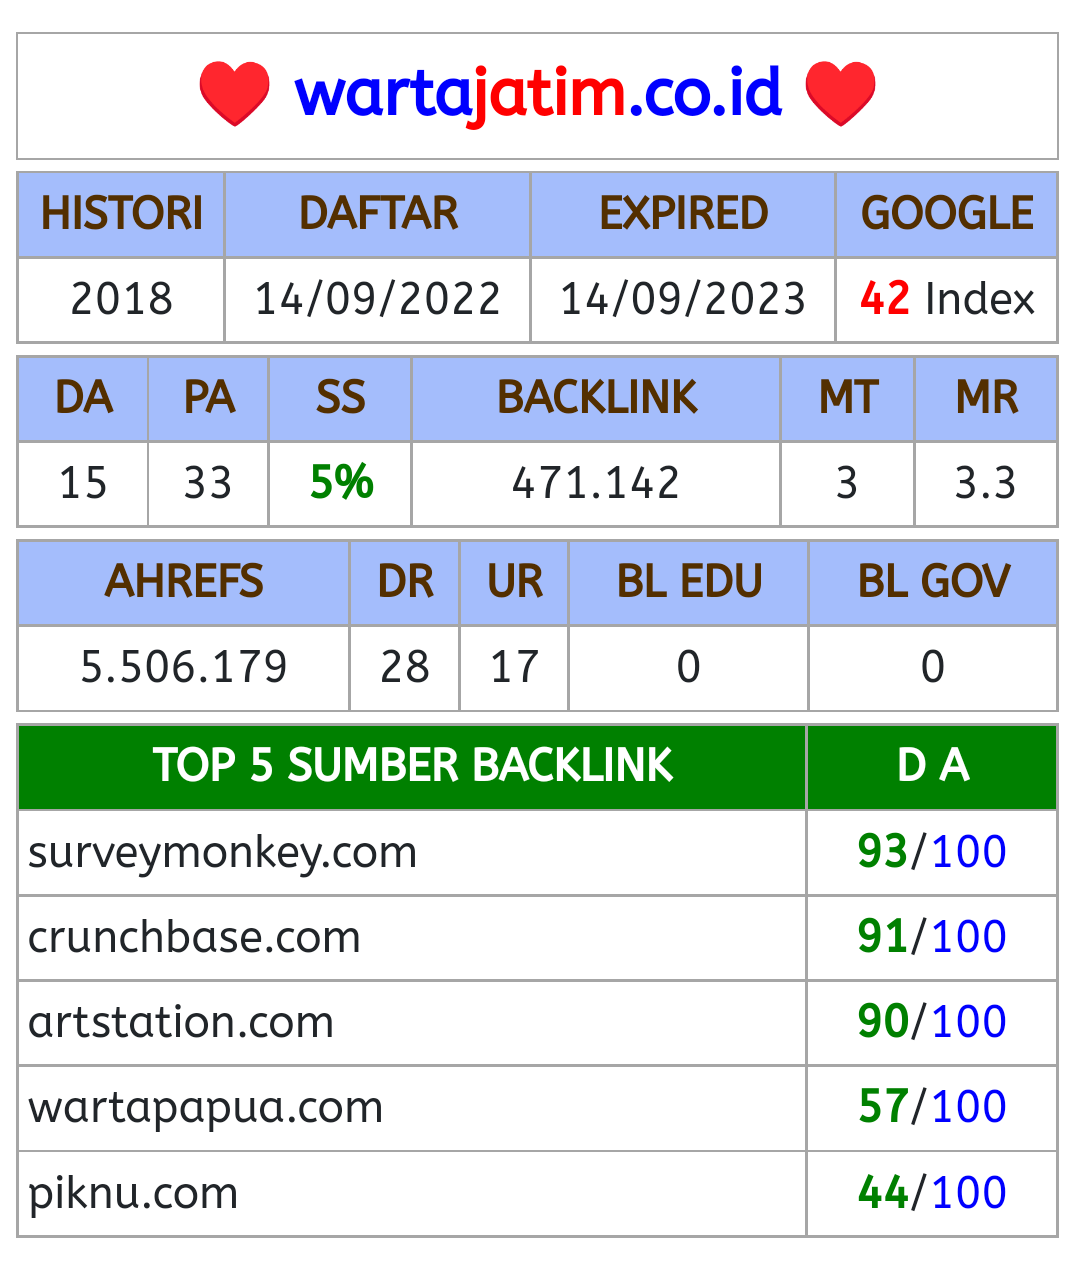 wartajatim.co.id
HISTORI DAFTAR EXPIRED GOOGLE
2018 14/09/2022 14/09/2023 42 Index
DA PA SS BACKLINK MT MR
15 33 5% 471.142 3 3.3
AHREFS DR UR BL EDU BL GOV
5.506.179 28 17 0 0
TOP 5 SUMBER BACKLINK D A
surveymonkey.com 93/100
crunchbase.com 91/100
artstation.com 90/100
wartapapua.com 57/100
piknu.com 44/100